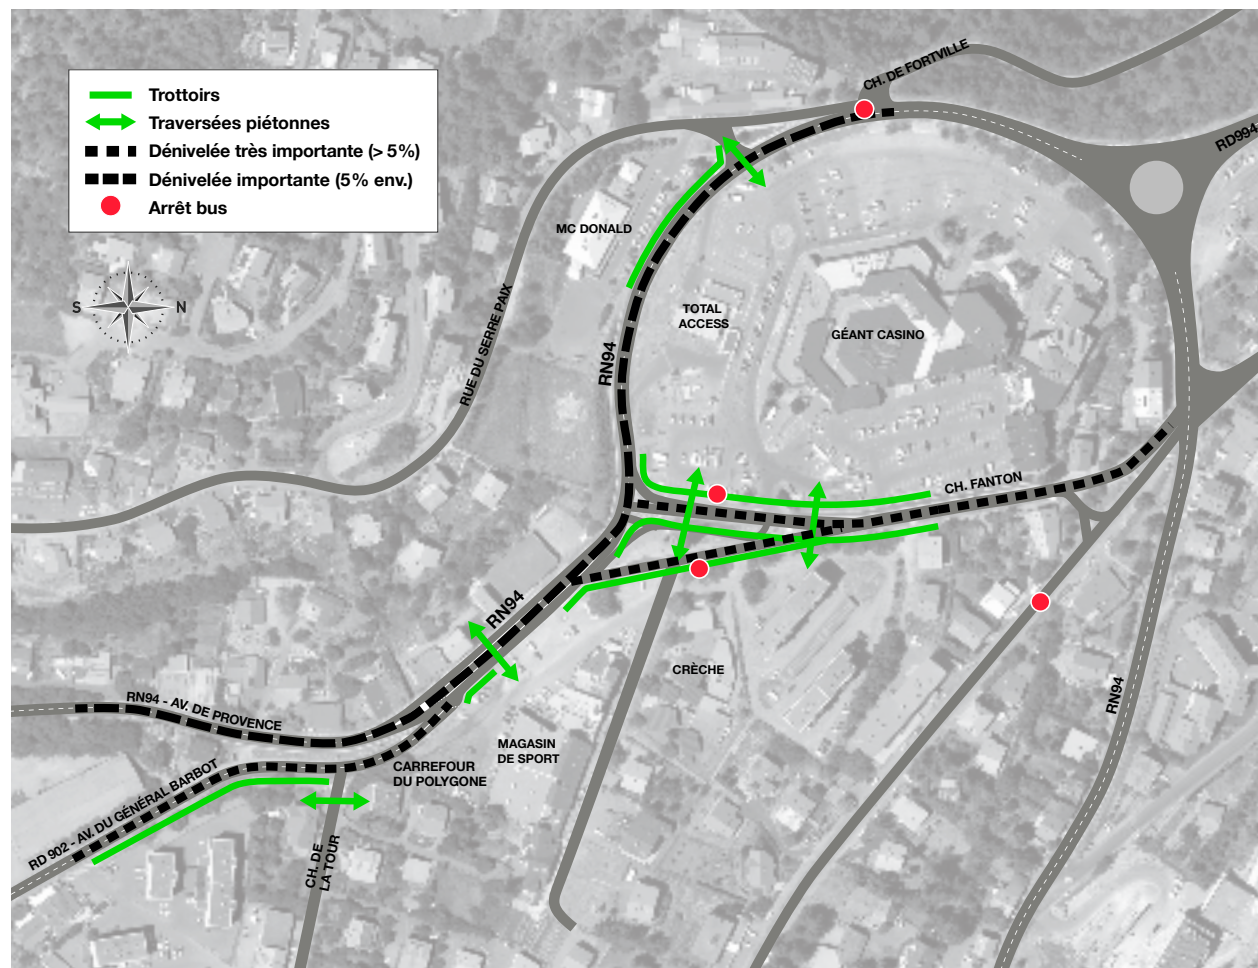 Trottoirs
Traversées piétonnes
Dénivelée très importante (> 5%)
Dénivelée importante (5% env.)
Arrêt bus
S
N
CH. DE FORTVILLE
RD994
MC DONALD
TOTAL
ACCESS
GÉANT CASINO
RUE DU SERRE PAIX
RN94
CH. FANTON
RN94
CRÈCHE
RN94
RN94 - AV. DE PROVENCE
MAGASIN
DE SPORT
CARREFOUR
DU POLYGONE
RD 902 - AV. DU GÉNÉRAL BARBOT
CH. DE
LA TOUR